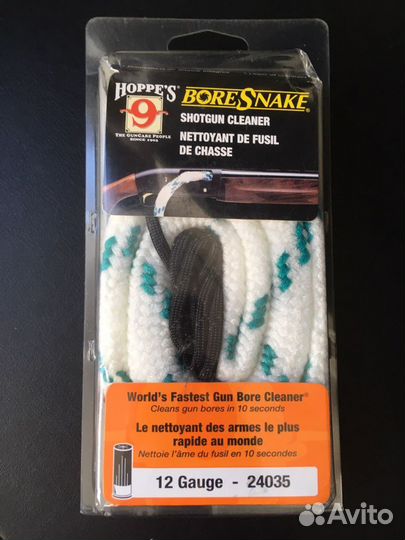 HOPPE'S
9
THE GUNCARE PEOPLE
SINCE 1903
BORESNAKE®
SHOTGUN CLEANER
NETTOYANT DE FUSIL
DE CHASSE
World's Fastest Gun Bore Cleaner®
Cleans gun bores in 10 seconds
Le nettoyant des armes le plus
rapide au monde
Nettoie l'âme du fusil en 10 secondes
12 Gauge - 24035
Avito